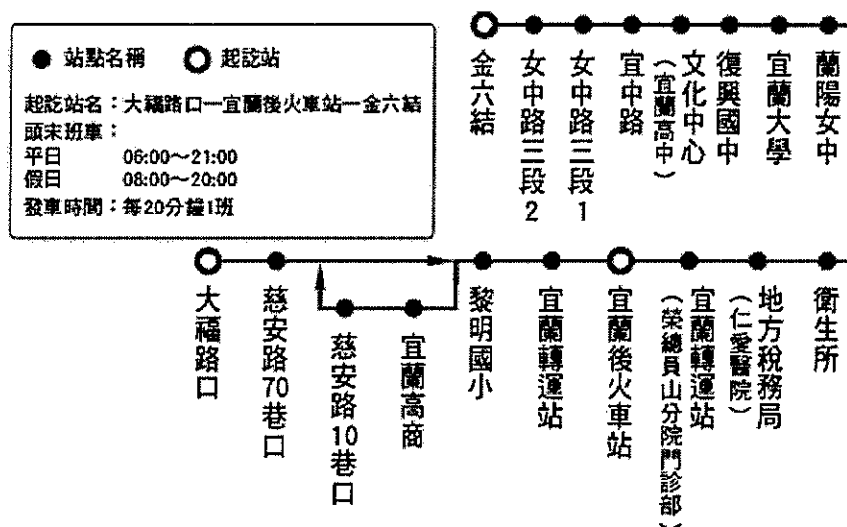 站點名稱 起訖站
起訖站名：大福路口—宜蘭後火車站—金六結
頭末班車：
平日 06:00～21:00
假日 08:00～20:00
發車時間：每20分鐘1班
金六結
女中路三段2
女中路三段1
宜中路
文化中心
（宜蘭高中）
復興國中
宜蘭大學
蘭陽女中
大福路口
慈安路70巷口
慈安路10巷口
宜蘭高商
黎明國小
宜蘭轉運站
宜蘭後火車站
宜蘭轉運站
（榮總員山分院門診部）
地方稅務局
（仁愛醫院）
衛生所